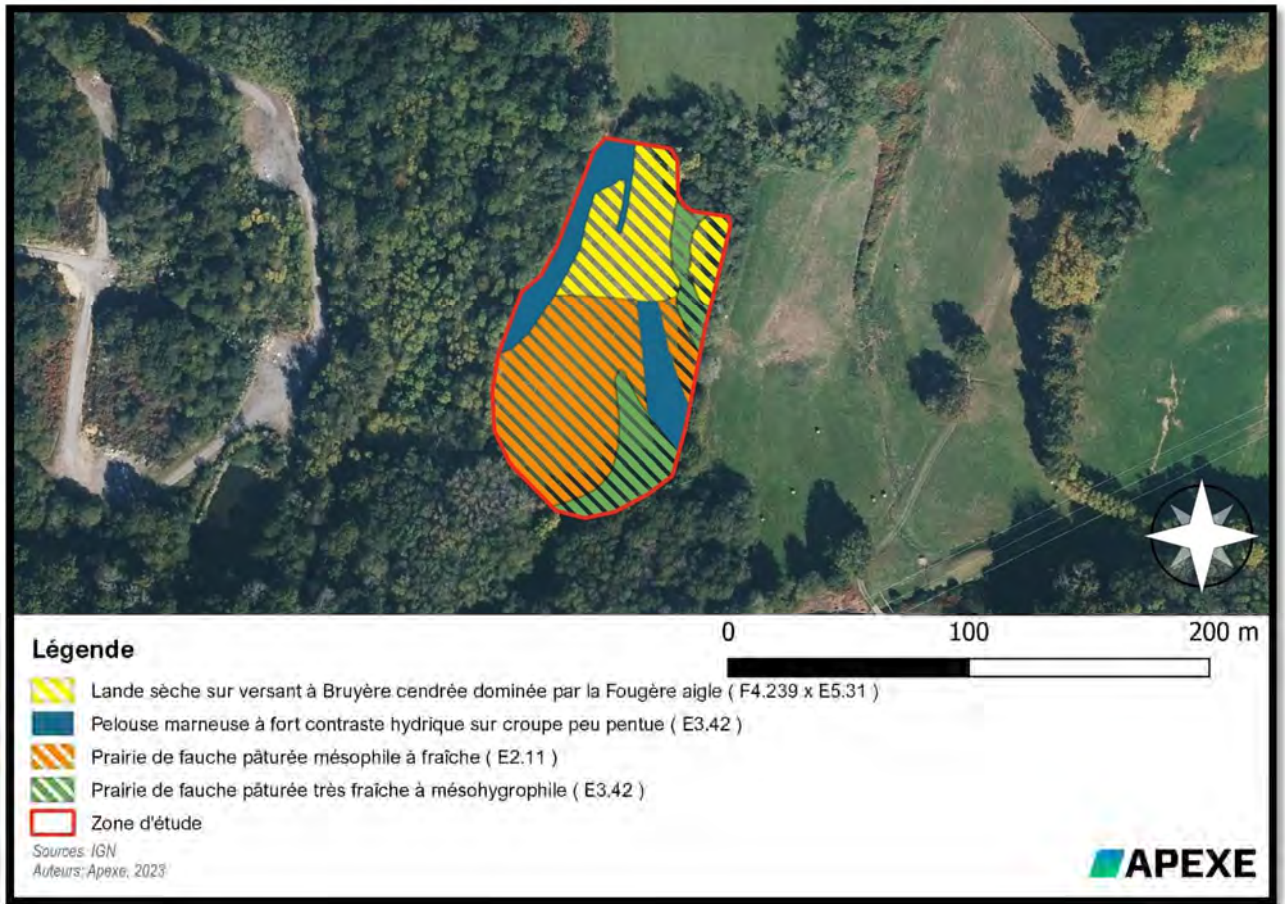 0 100 200 m
Légende
Lande sèche sur versant à Bruyère cendrée dominée par la Fougère aigle ( F4.239 x E5.31 )
Pelouse marneuse à fort contraste hydrique sur croupe peu pentue ( E3.42 )
Prairie de fauche pâturée mésophile à fraîche ( E2.11 )
Prairie de fauche pâturée très fraîche à mésohygrophile ( E3.42 )
Zone d'étude
Sources: IGN
Auteurs: Apexe, 2023
APEXE